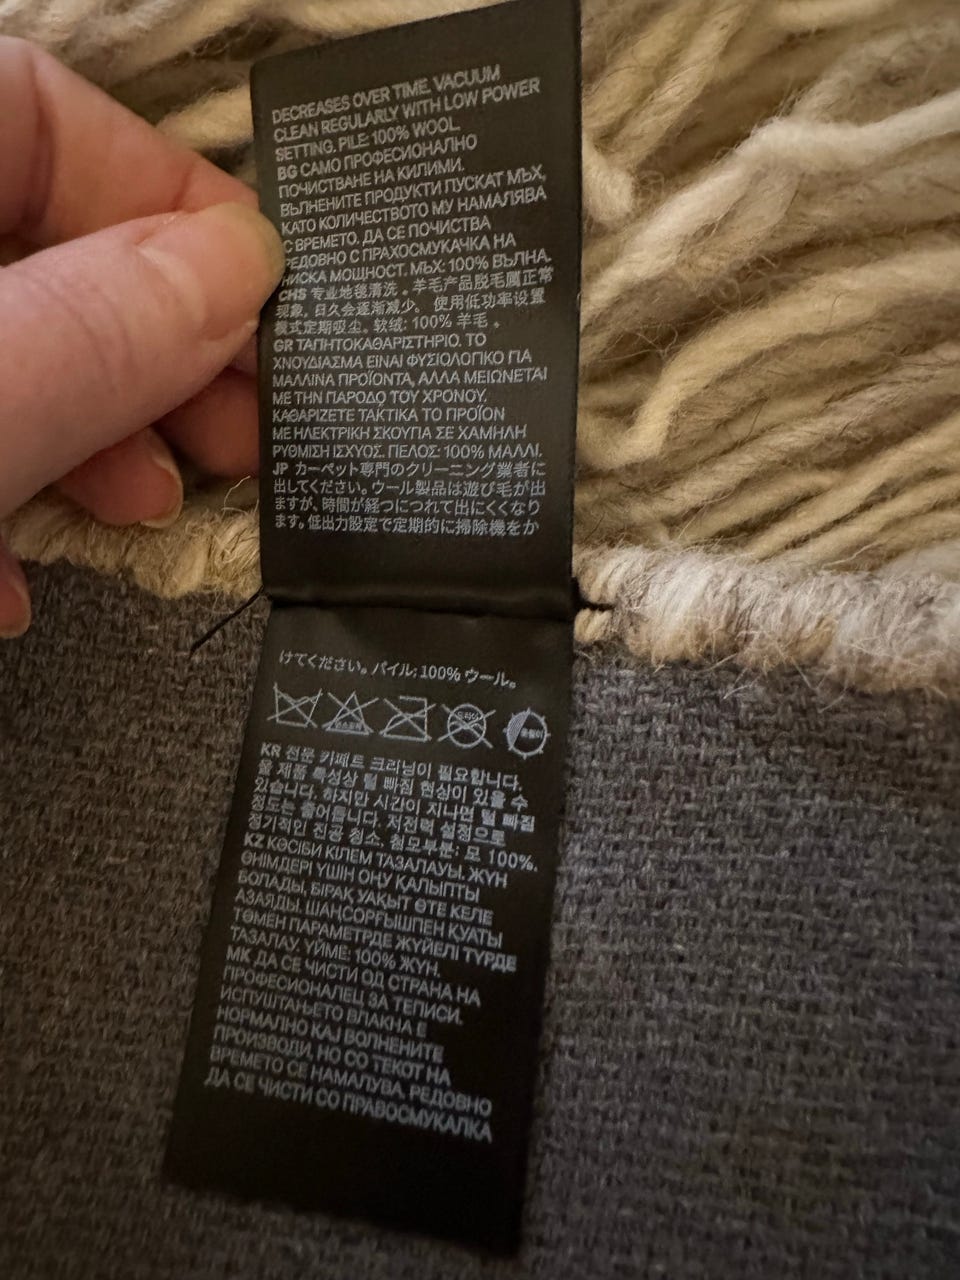 DECREASES OVER TIME. VACUUM
CLEAN REGULARLY WITH LOW POWER
SETTING. PILE: 100% WOOL
BG САМО ПРОФЕСИОНАЛНО
ПОЧИСТВАНЕ НА КИЛИМИ.
ВЪЛНЕНИТЕ ПРОДУКТИ ПУСКАТ МЪХ,
КАТО КОЛИЧЕСТВОТО МУ НАМАЛЯВА
С ВРЕМЕТО. ДА СЕ ПОЧИСТВА
РЕДОВНО С ПРАХОСМУКАЧКА НА
НИСКА МОЩНОСТ. МЪХ: 100% ВЪЛНА.
CHS 专业地毯清洗 。羊毛产品脱毛属正常
现象，日久会逐渐减少。 使用低功率设置
模式定期吸尘。软绒: 100% 羊毛 。
GR ΤΑΠΗΤΟΚΑΘΑΡΙΣΤΗΡΙΟ. ΤΟ
ΧΝΟΥΔΙΑΣΜΑ ΕΙΝΑΙ ΦΥΣΙΟΛΟΓΙΚΟ ΓΙΑ
ΜΑΛΛΙΝΑ ΠΡΟΪΟΝΤΑ, ΑΛΛΑ ΜΕΙΩΝΕΤΑΙ
ΜΕ ΤΗΝ ΠΑΡΟΔΟ ΤΟΥ ΧΡΟΝΟΥ.
ΚΑΘΑΡΙΖΕΤΕ ΤΑΚΤΙΚΑ ΤΟ ΠΡΟΪΟΝ
ΜΕ ΗΛΕΚΤΡΙΚΗ ΣΚΟΥΠΑ ΣΕ ΧΑΜΗΛΗ
ΡΥΘΜΙΣΗ ΙΣΧΥΟΣ. ΠΕΛΟΣ: 100% ΜΑΛΛΙ.
JP カーペット専門のクリーニング業者に
出してください。ウール製品は遊び毛が出
ますが、時間が経つにつれて出にくくなり
ます。低出力設定で定期的に掃除機をか
けてください。パイル: 100% ウール。
드라이
KR 전문 카페트 크리닝이 필요합니다.
울 제품 특성상 털 빠짐 현상이 있을 수
있습니다. 하지만 시간이 지나면 털 빠짐
정도는 줄어듭니다. 저전력 설정으로
정기적인 진공 청소. 첨모부분: 모 100%.
KZ КӘСІБИ КІЛЕМ ТАЗАЛАУЫ. ЖҮН
ӨНІМДЕРІ ҮШІН ОҢУ ҚАЛЫПТЫ
БОЛАДЫ, БІРАҚ УАҚЫТ ӨТЕ КЕЛЕ
АЗАЯДЫ. ШАҢСОРҒЫШПЕН ҚУАТЫ
ТӨМЕН ПАРАМЕТРДЕ ЖҮЙЕЛІ ТҮРДЕ
ТАЗАЛАУ. ҮЙМЕ: 100% ЖҮН.
МК ДА СЕ ЧИСТИ ОД СТРАНА НА
ПРОФЕСИОНАЛЕЦ ЗА ТЕПИСИ.
ИСПУШТАЊЕТО ВЛАКНА Е
НОРМАЛНО КАЈ ВОЛНЕНИТЕ
ПРОИЗВОДИ, НО СО ТЕКОТ НА
ВРЕМЕТО СЕ НАМАЛУВА. РЕДОВНО
ДА СЕ ЧИСТИ СО ПРАВОСМУКАЛКА